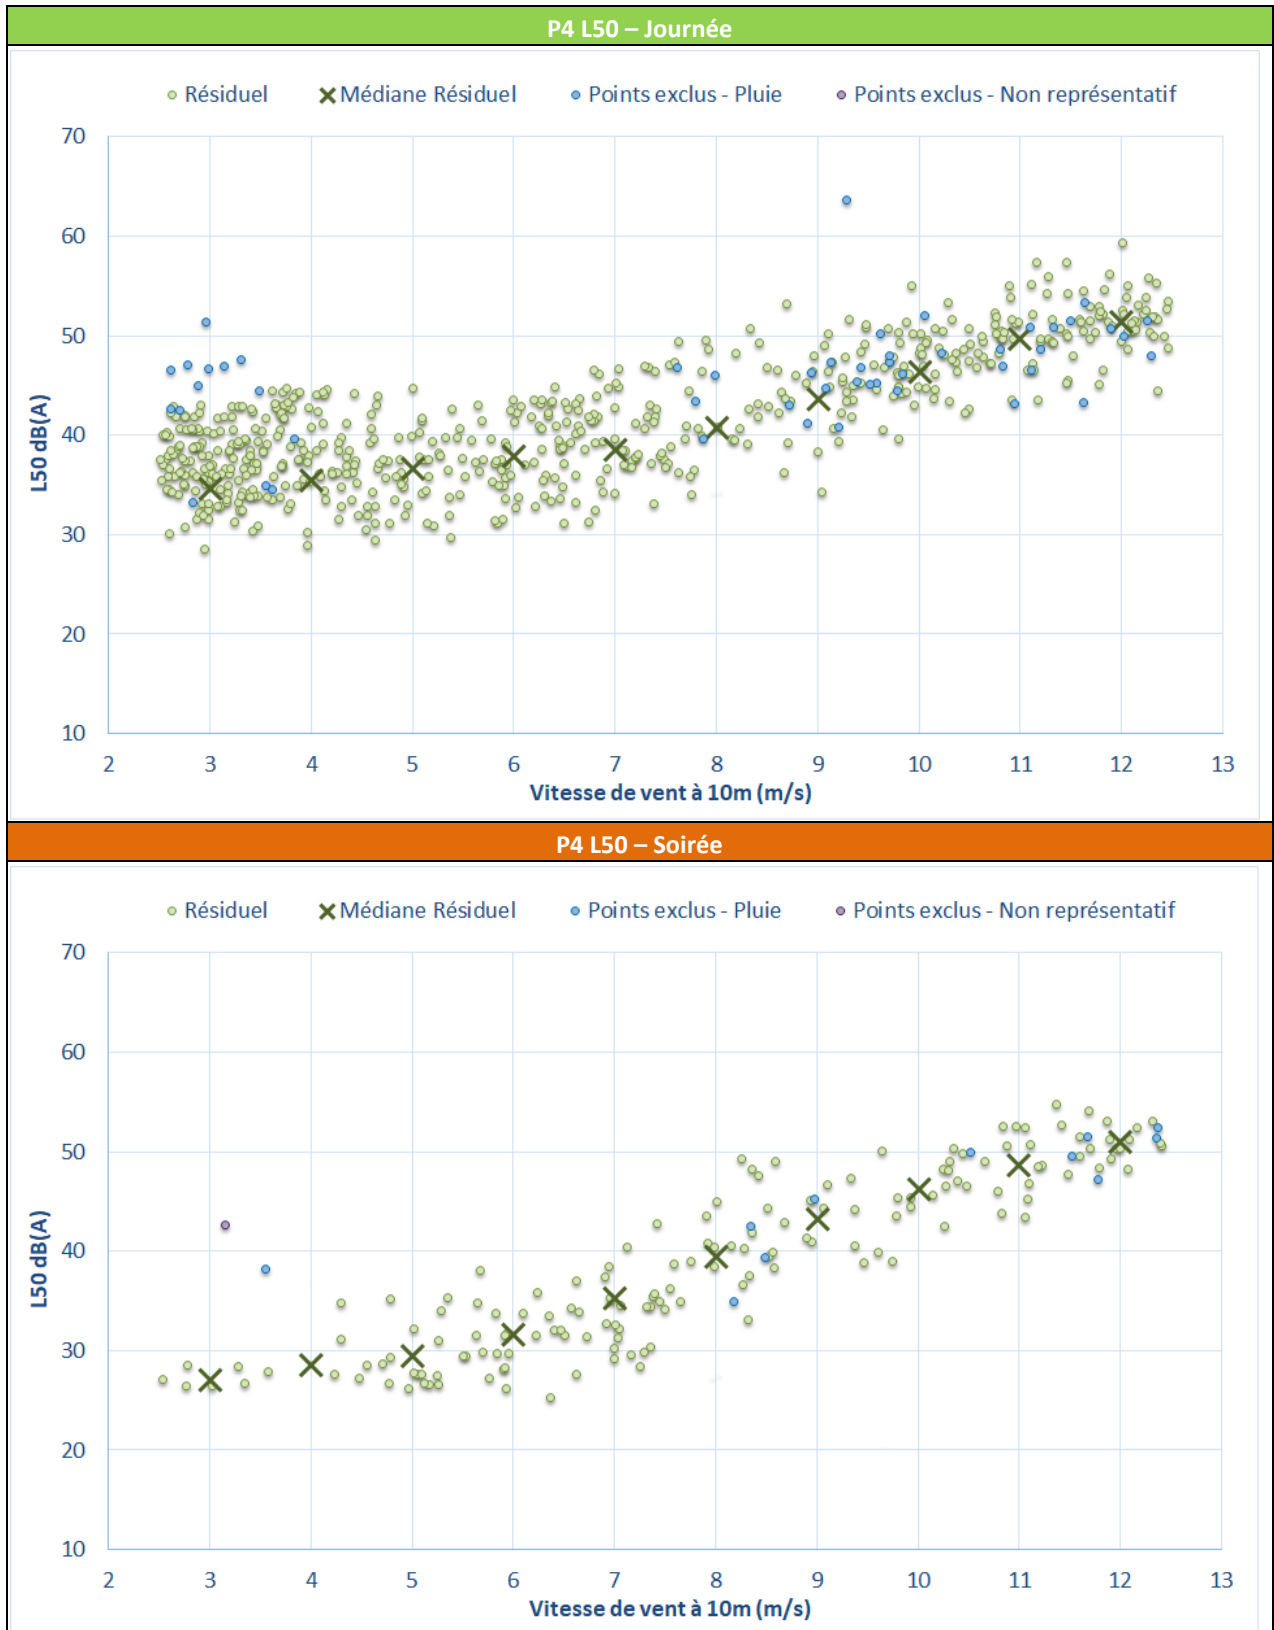 P4 L50 – Journée
Résiduel Médiane Résiduel Points exclus - Pluie Points exclus - Non représentatif
70
60
50
40
30
20
10
L50 dB(A)
2 3 4 5 6 7 8 9 10 11 12 13
Vitesse de vent à 10m (m/s)
P4 L50 – Soirée
Résiduel Médiane Résiduel Points exclus - Pluie Points exclus - Non représentatif
70
60
50
40
30
20
10
L50 dB(A)
2 3 4 5 6 7 8 9 10 11 12 13
Vitesse de vent à 10m (m/s)